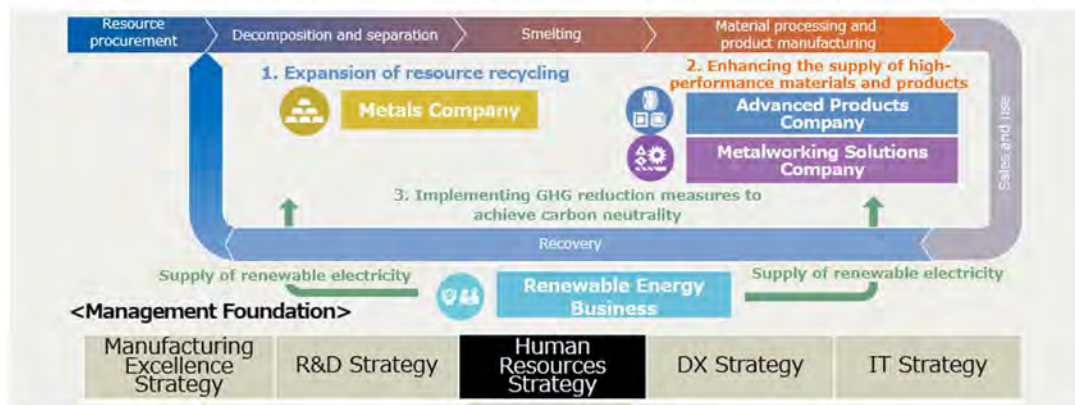 Resource
procurement
Decomposition and separation
Smelting
Material processing and
product manufacturing
1. Expansion of resource recycling
2. Enhancing the supply of high-
performance materials and products
Metals Company
Advanced Products
Company
Metalworking Solutions
Company
Sales and use
3. Implementing GHG reduction measures to
achieve carbon neutrality
Recovery
Supply of renewable electricity
Renewable Energy
Business
Supply of renewable electricity
<Management Foundation>
Manufacturing
Excellence
Strategy
R&D Strategy
Human
Resources
Strategy
DX Strategy
IT Strategy